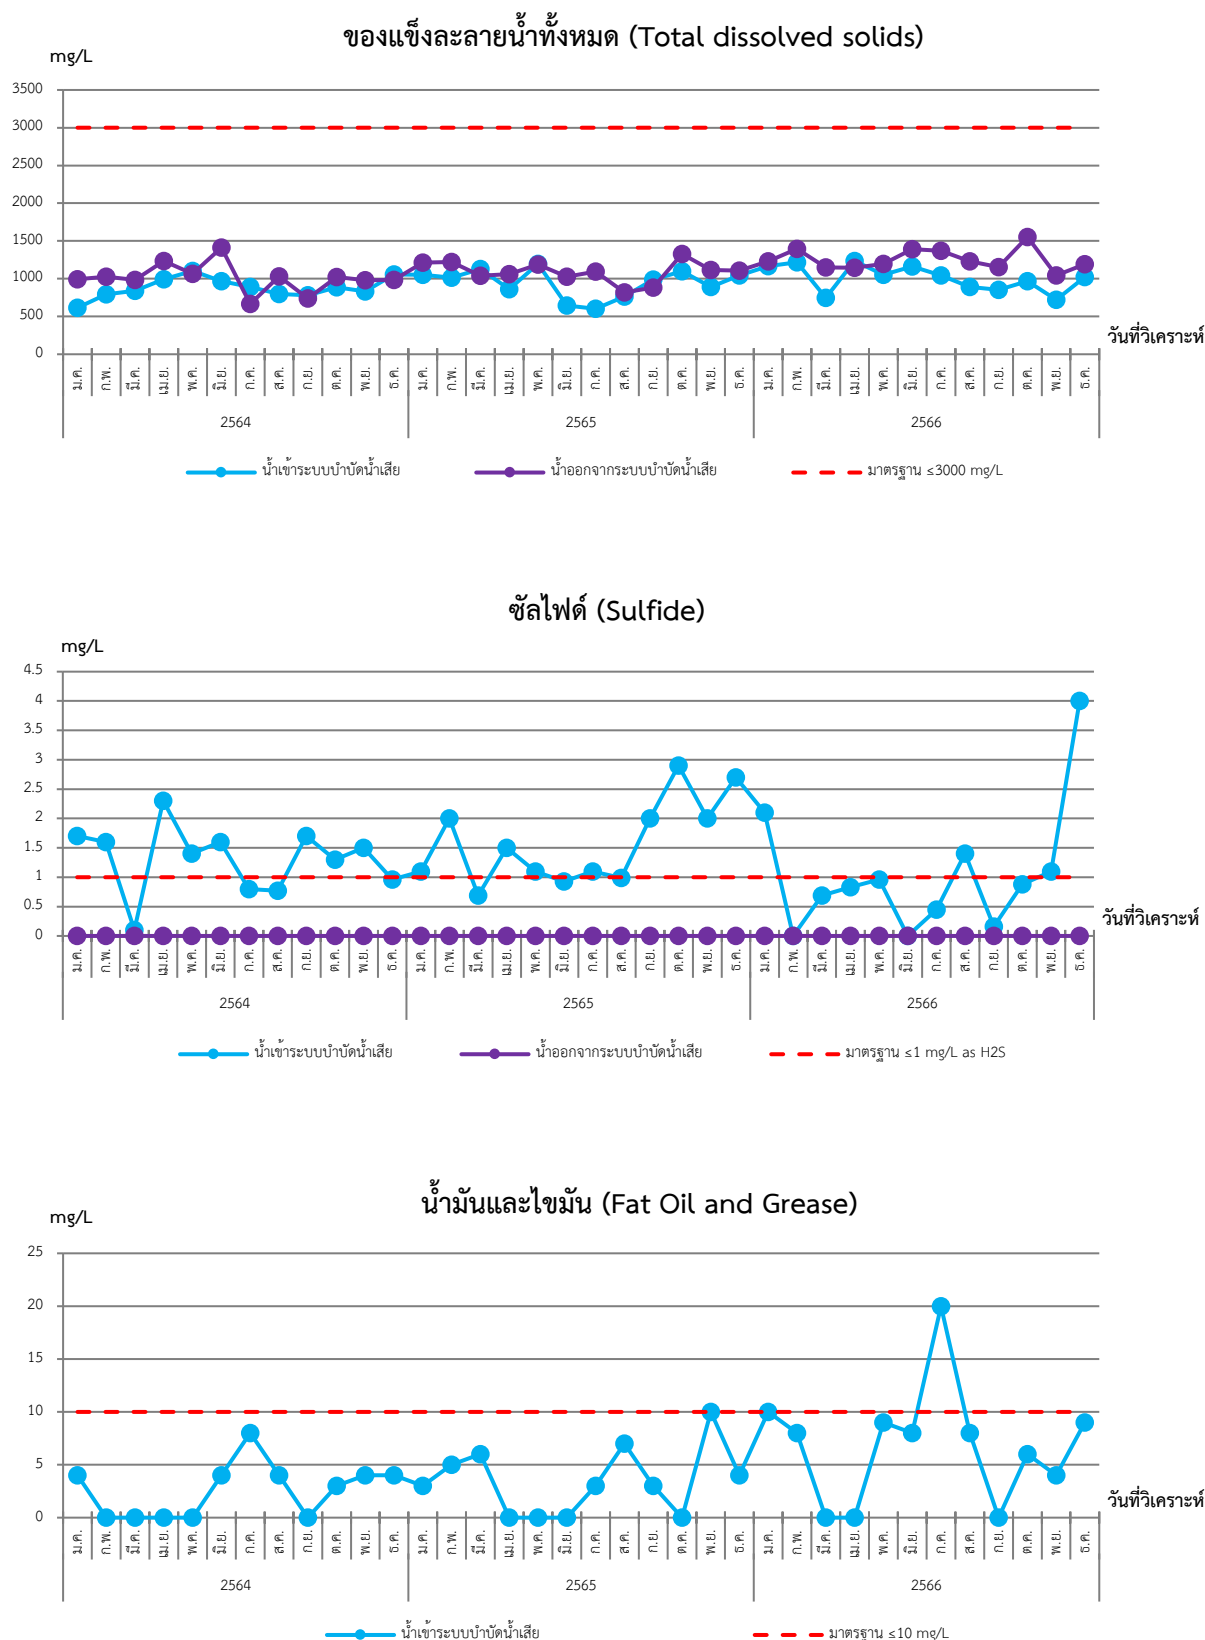 ของแข็งละลายน้ำทั้งหมด (Total dissolved solids)
mg/L
3500
3000
2500
2000
1500
1000
500
0
วันที่วิเคราะห์
ม.ค. ก.พ. มี.ค. เม.ย. พ.ค. มิ.ย. ก.ค. ส.ค. ก.ย. ต.ค. พ.ย. ธ.ค. ม.ค. ก.พ. มี.ค. เม.ย. พ.ค. มิ.ย. ก.ค. ส.ค. ก.ย. ต.ค. พ.ย. ธ.ค. ม.ค. ก.พ. มี.ค. เม.ย. พ.ค. มิ.ย. ก.ค. ส.ค. ก.ย. ต.ค. พ.ย. ธ.ค.
2564 2565 2566
น้ำเข้าระบบบำบัดน้ำเสีย น้ำออกจากระบบบำบัดน้ำเสีย มาตรฐาน ≤3000 mg/L
ซัลไฟด์ (Sulfide)
mg/L
4.5
4
3.5
3
2.5
2
1.5
1
0.5
0
วันที่วิเคราะห์
ม.ค. ก.พ. มี.ค. เม.ย. พ.ค. มิ.ย. ก.ค. ส.ค. ก.ย. ต.ค. พ.ย. ธ.ค. ม.ค. ก.พ. มี.ค. เม.ย. พ.ค. มิ.ย. ก.ค. ส.ค. ก.ย. ต.ค. พ.ย. ธ.ค. ม.ค. ก.พ. มี.ค. เม.ย. พ.ค. มิ.ย. ก.ค. ส.ค. ก.ย. ต.ค. พ.ย. ธ.ค.
2564 2565 2566
น้ำเข้าระบบบำบัดน้ำเสีย น้ำออกจากระบบบำบัดน้ำเสีย มาตรฐาน ≤1 mg/L as H2S
น้ำมันและไขมัน (Fat Oil and Grease)
mg/L
25
20
15
10
5
0
วันที่วิเคราะห์
ม.ค. ก.พ. มี.ค. เม.ย. พ.ค. มิ.ย. ก.ค. ส.ค. ก.ย. ต.ค. พ.ย. ธ.ค. ม.ค. ก.พ. มี.ค. เม.ย. พ.ค. มิ.ย. ก.ค. ส.ค. ก.ย. ต.ค. พ.ย. ธ.ค. ม.ค. ก.พ. มี.ค. เม.ย. พ.ค. มิ.ย. ก.ค. ส.ค. ก.ย. ต.ค. พ.ย. ธ.ค.
2564 2565 2566
น้ำเข้าระบบบำบัดน้ำเสีย มาตรฐาน ≤10 mg/L